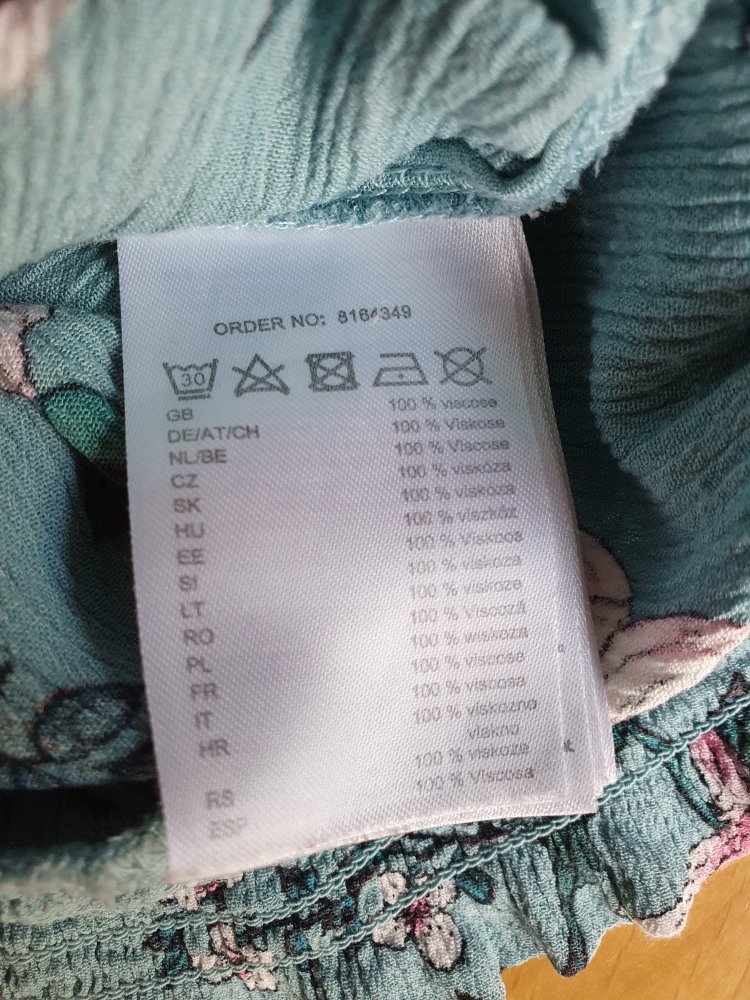 ORDER NO: 8164349
30
GB 100 % viscose
DE/AT/CH 100 % Viskose
NL/BE 100 % Viscose
CZ 100 % viskóza
SK 100 % viskóza
HU 100 % viszkóz
EE 100 % Viskoos
SI 100 % viskoza
LT 100 % viskozė
RO 100 % Viscoză
PL 100 % wiskoza
FR 100 % viscose
IT 100 % viscosa
HR 100 % viskozno
vlakno
RS 100 % viskoze
ESP 100 % Viscosa